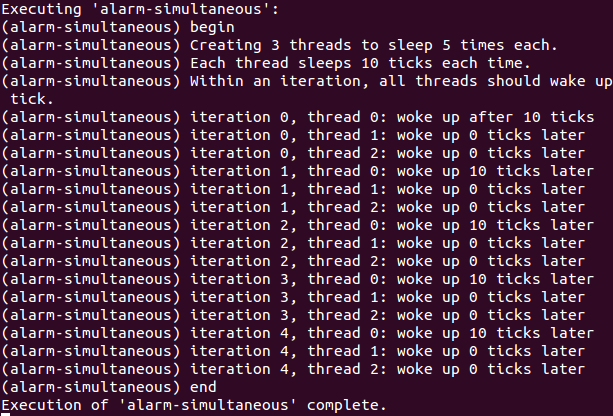 Executing 'alarm-simultaneous':
(alarm-simultaneous) begin
(alarm-simultaneous) Creating 3 threads to sleep 5 times each.
(alarm-simultaneous) Each thread sleeps 10 ticks each time.
(alarm-simultaneous) Within an iteration, all threads should wake up
 tick.
(alarm-simultaneous) iteration 0, thread 0: woke up after 10 ticks
(alarm-simultaneous) iteration 0, thread 1: woke up 0 ticks later
(alarm-simultaneous) iteration 0, thread 2: woke up 0 ticks later
(alarm-simultaneous) iteration 1, thread 0: woke up 10 ticks later
(alarm-simultaneous) iteration 1, thread 1: woke up 0 ticks later
(alarm-simultaneous) iteration 1, thread 2: woke up 0 ticks later
(alarm-simultaneous) iteration 2, thread 0: woke up 10 ticks later
(alarm-simultaneous) iteration 2, thread 1: woke up 0 ticks later
(alarm-simultaneous) iteration 2, thread 2: woke up 0 ticks later
(alarm-simultaneous) iteration 3, thread 0: woke up 10 ticks later
(alarm-simultaneous) iteration 3, thread 1: woke up 0 ticks later
(alarm-simultaneous) iteration 3, thread 2: woke up 0 ticks later
(alarm-simultaneous) iteration 4, thread 0: woke up 10 ticks later
(alarm-simultaneous) iteration 4, thread 1: woke up 0 ticks later
(alarm-simultaneous) iteration 4, thread 2: woke up 0 ticks later
(alarm-simultaneous) end
Execution of 'alarm-simultaneous' complete.